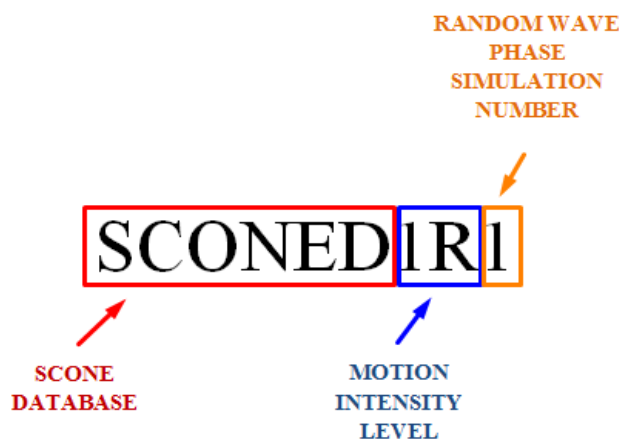 RANDOM WAVE
PHASE
SIMULATION
NUMBER
SCONED1R1
SCONE
DATABASE
MOTION
INTENSITY
LEVEL